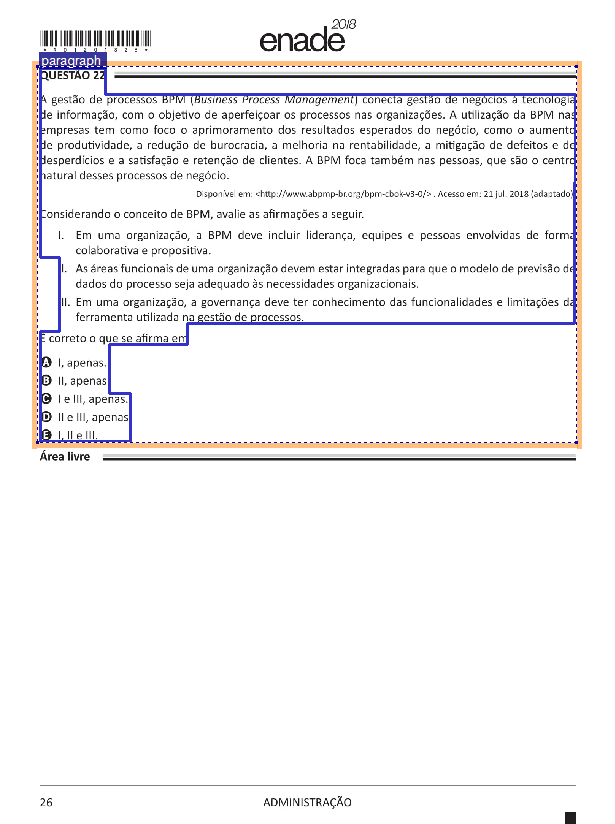 *R01201826*
enade 2018
paragraph
QUESTÃO 22
A gestão de processos BPM (Business Process Management) conecta gestão de negócios à tecnologia
de informação, com o objetivo de aperfeiçoar os processos nas organizações. A utilização da BPM nas
empresas tem como foco o aprimoramento dos resultados esperados do negócio, como o aumento
de produtividade, a redução de burocracia, a melhoria na rentabilidade, a mitigação de defeitos e de
desperdícios e a satisfação e retenção de clientes. A BPM foca também nas pessoas, que são o centro
natural desses processos de negócio.
Disponível em: <http://www.abpmp-br.org/bpm-cbok-v3-0/> . Acesso em: 21 jul. 2018 (adaptado)
Considerando o conceito de BPM, avalie as afirmações a seguir.
I. Em uma organização, a BPM deve incluir liderança, equipes e pessoas envolvidas de forma
colaborativa e propositiva.
II. As áreas funcionais de uma organização devem estar integradas para que o modelo de previsão de
dados do processo seja adequado às necessidades organizacionais.
III. Em uma organização, a governança deve ter conhecimento das funcionalidades e limitações da
ferramenta utilizada na gestão de processos.
É correto o que se afirma em
A I, apenas.
B II, apenas
C I e III, apenas.
D II e III, apenas
E I, II e III.
Área livre
26
ADMINISTRAÇÃO